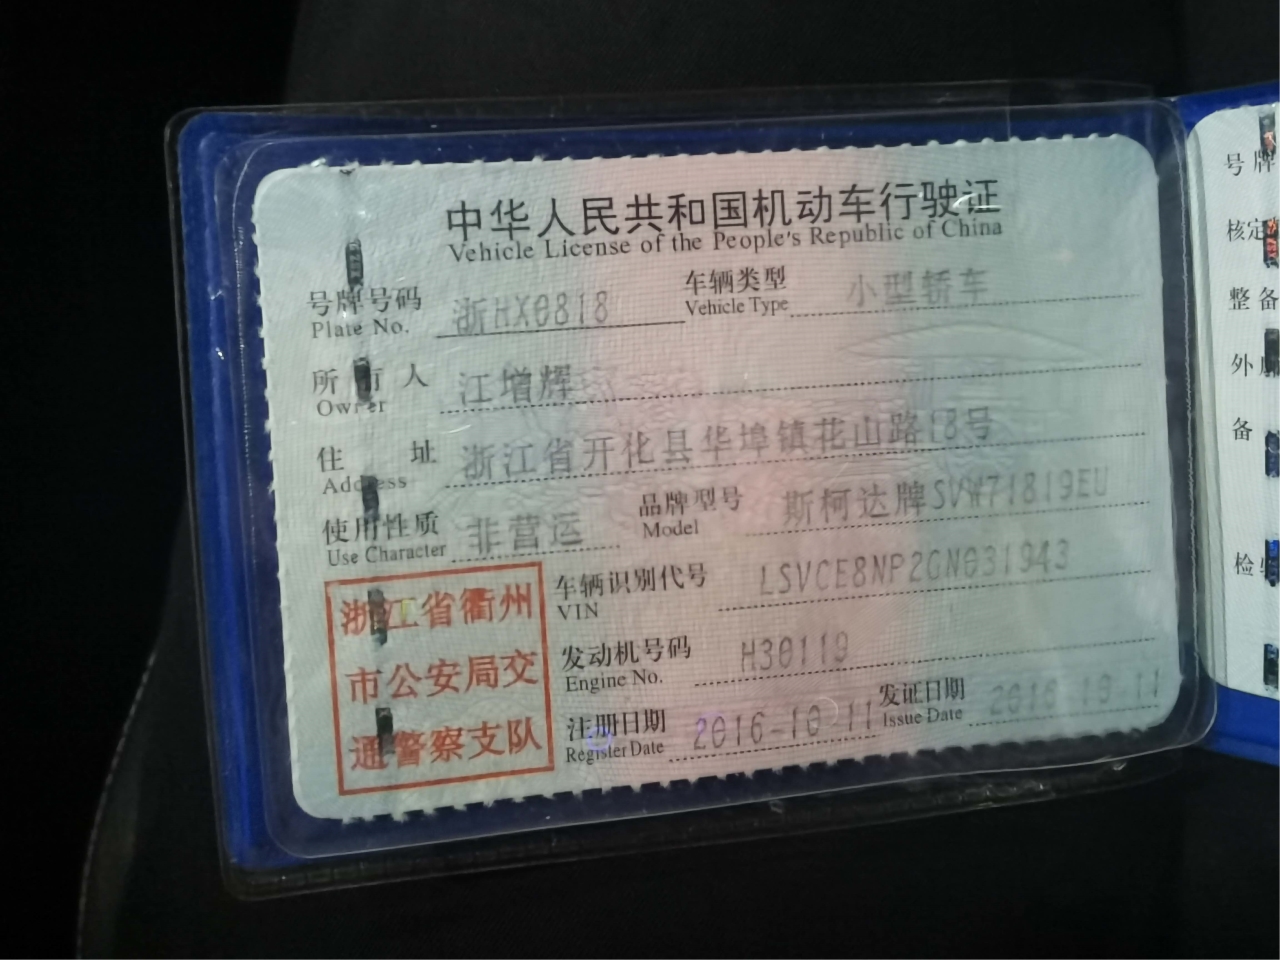 中华人民共和国机动车行驶证
Vehicle License of the People's Republic of China
号牌号码 浙HX0818 车辆类型 小型轿车
Plate No. Vehicle Type
所有人 江增辉
Owner
住址 浙江省开化县华埠镇花山路18号
Address
使用性质 非营运 品牌型号 斯柯达牌SVW71819EU
Use Character Model
浙江省衢州
市公安局交
通警察支队
车辆识别代号 LSVCE8NP2GN031943
VIN
发动机号码 H30119
Engine No.
注册日期 2016-10-11 发证日期 2016-10-11
Register Date Issue Date
号牌
核定
整备
外廓
备
检验